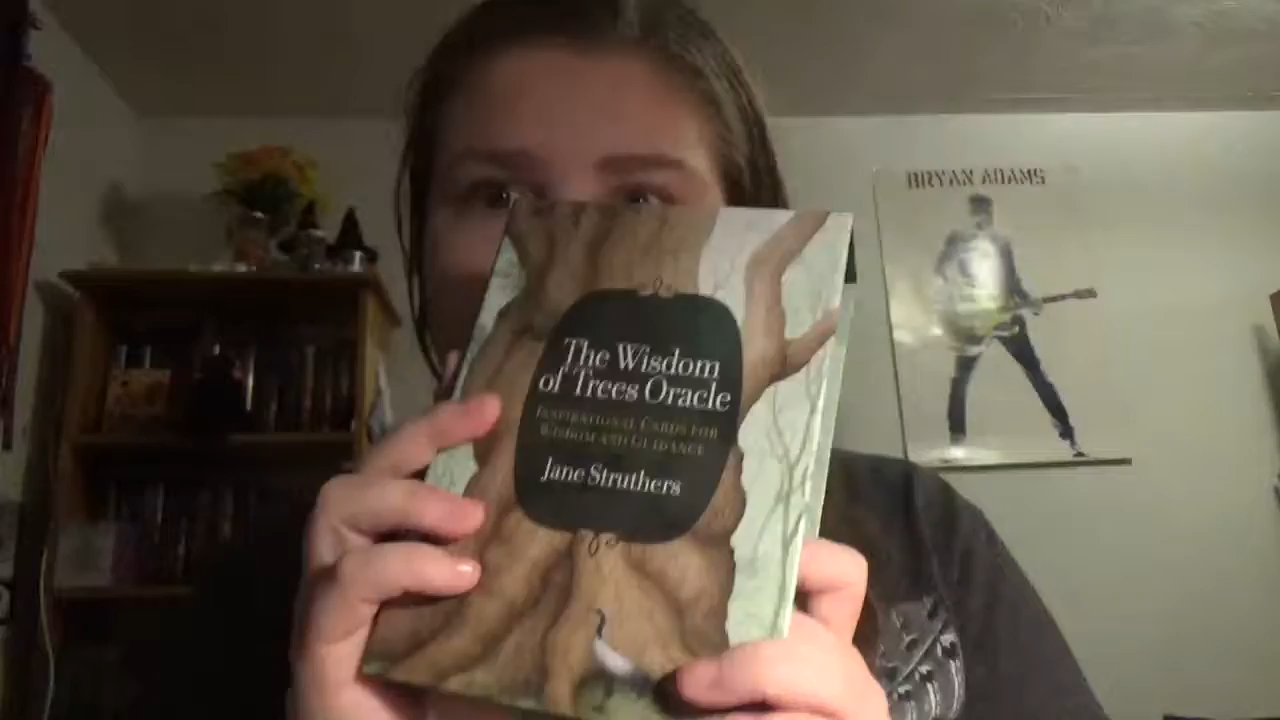 BRYAN ADAMS
The Wisdom
of Trees Oracle
Inspirational Cards for
Wisdom and Guidance
Jane Struthers